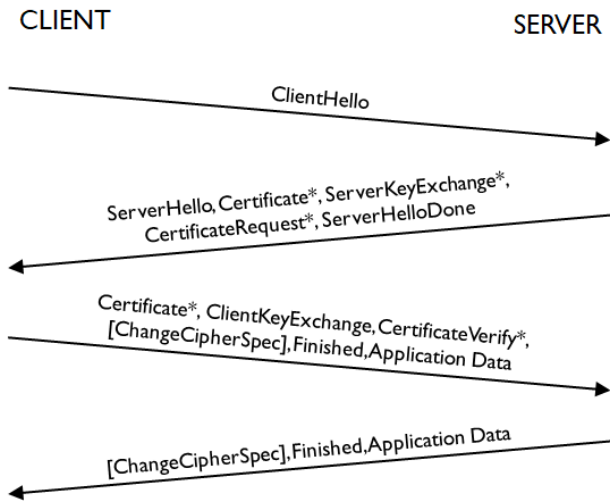 CLIENT
SERVER
ClientHello
ServerHello, Certificate*, ServerKeyExchange*,
CertificateRequest*, ServerHelloDone
Certificate*, ClientKeyExchange, CertificateVerify*,
[ChangeCipherSpec], Finished, Application Data
[ChangeCipherSpec], Finished, Application Data